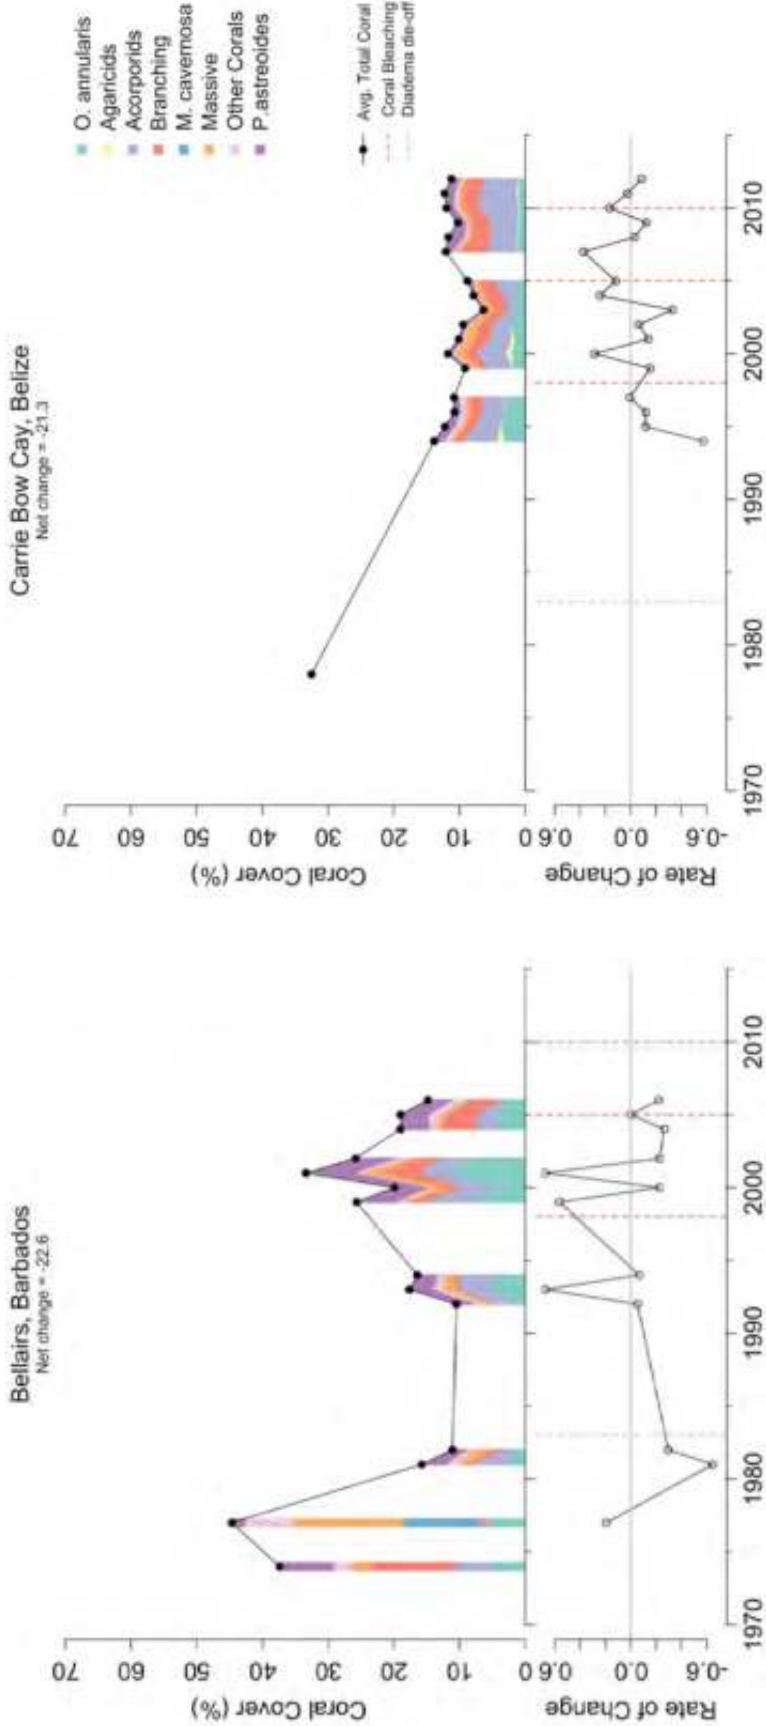 Bellairs, Barbados
Net change = -22.6
70
60
50
40
30
20
10
0
Coral Cover (%)
0.6
0.0
-0.6
Rate of Change
1970
1980
1990
2000
2010
Carrie Bow Cay, Belize
Net change = -21.3
70
60
50
40
30
20
10
0
Coral Cover (%)
0.6
0.0
-0.6
Rate of Change
1970
1980
1990
2000
2010
O. annularis
Agaricids
Acorporids
Branching
M. cavernosa
Massive
Other Corals
P.astreoides
Avg. Total Coral
Coral Bleaching
Diadema die-off